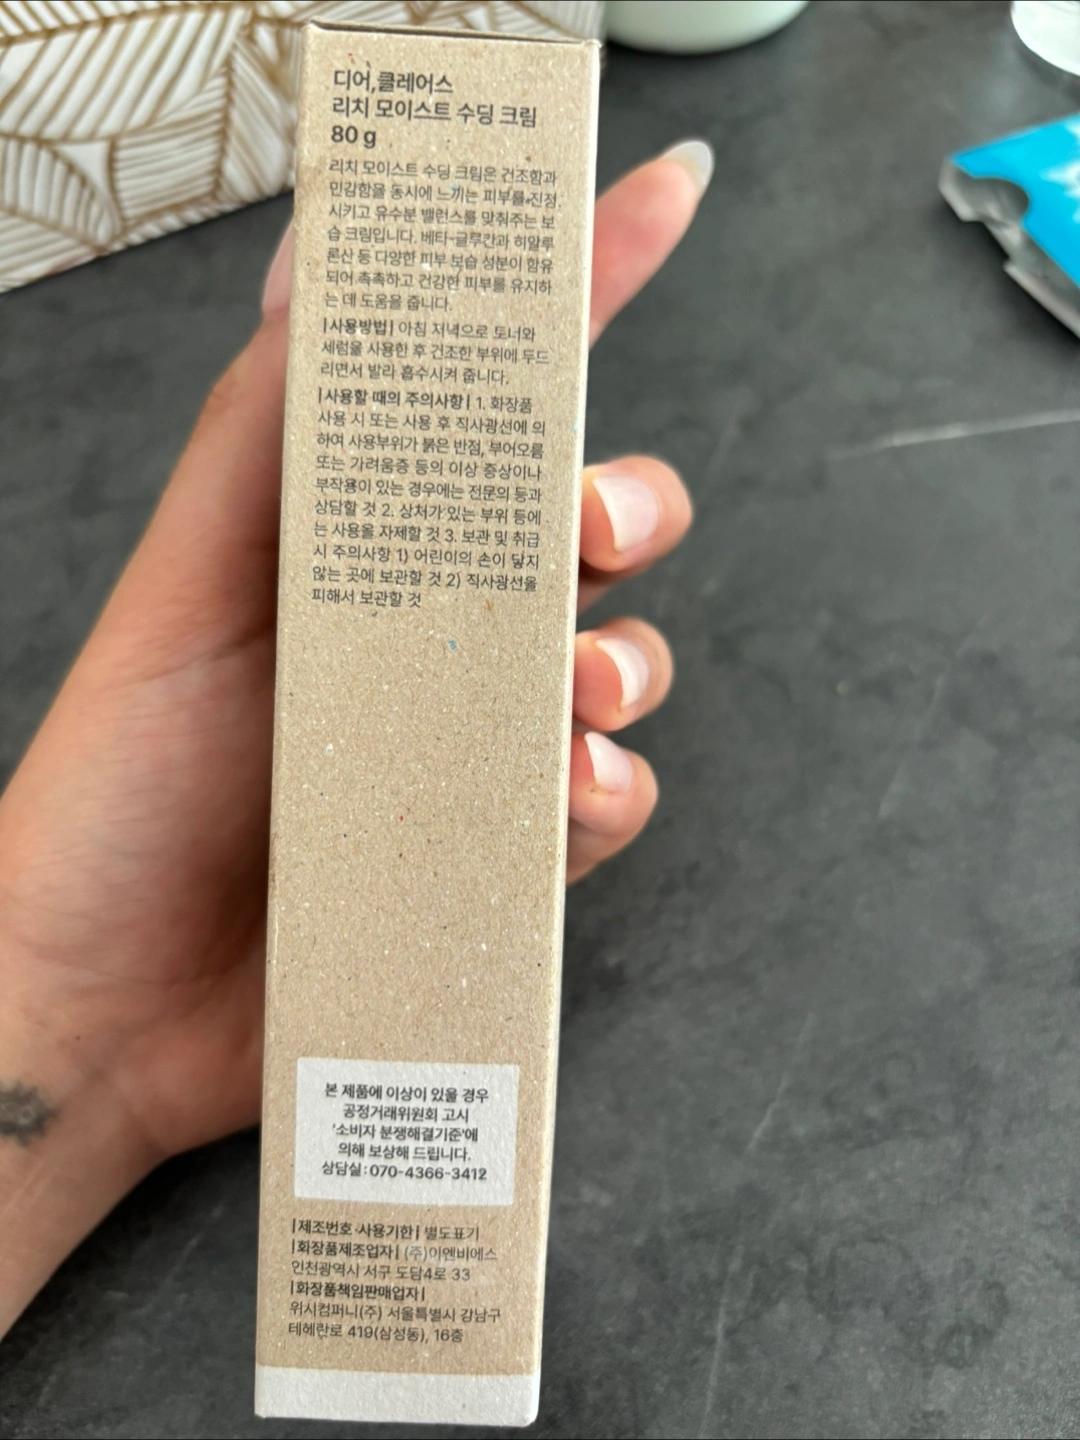 디어,클레어스
리치 모이스트 수딩 크림
80 g
리치 모이스트 수딩 크림은 건조함과
민감함을 동시에 느끼는 피부를 진정
시키고 유수분 밸런스를 맞춰주는 보
습 크림입니다. 베타-글루칸과 히알루
론산 등 다양한 피부 보습 성분이 함유
되어 촉촉하고 건강한 피부를 유지하
는 데 도움을 줍니다.
|사용방법| 아침 저녁으로 토너와
세럼을 사용한 후 건조한 부위에 두드
리면서 발라 흡수시켜 줍니다.
|사용할 때의 주의사항| 1. 화장품
사용 시 또는 사용 후 직사광선에 의
하여 사용부위가 붉은 반점, 부어오름
또는 가려움증 등의 이상 증상이나
부작용이 있는 경우에는 전문의 등과
상담할 것 2. 상처가 있는 부위 등에
는 사용을 자제할 것 3. 보관 및 취급
시 주의사항 1) 어린이의 손이 닿지
않는 곳에 보관할 것 2) 직사광선을
피해서 보관할 것
본 제품에 이상이 있을 경우
공정거래위원회 고시
'소비자 분쟁해결기준'에
의해 보상해 드립니다.
상담실 : 070-4366-3412
|제조번호·사용기한| 별도표기
|화장품제조업자| (주)이앤비에스
인천광역시 서구 도담4로 33
|화장품책임판매업자|
위시컴퍼니(주) 서울특별시 강남구
테헤란로 419(삼성동), 16층